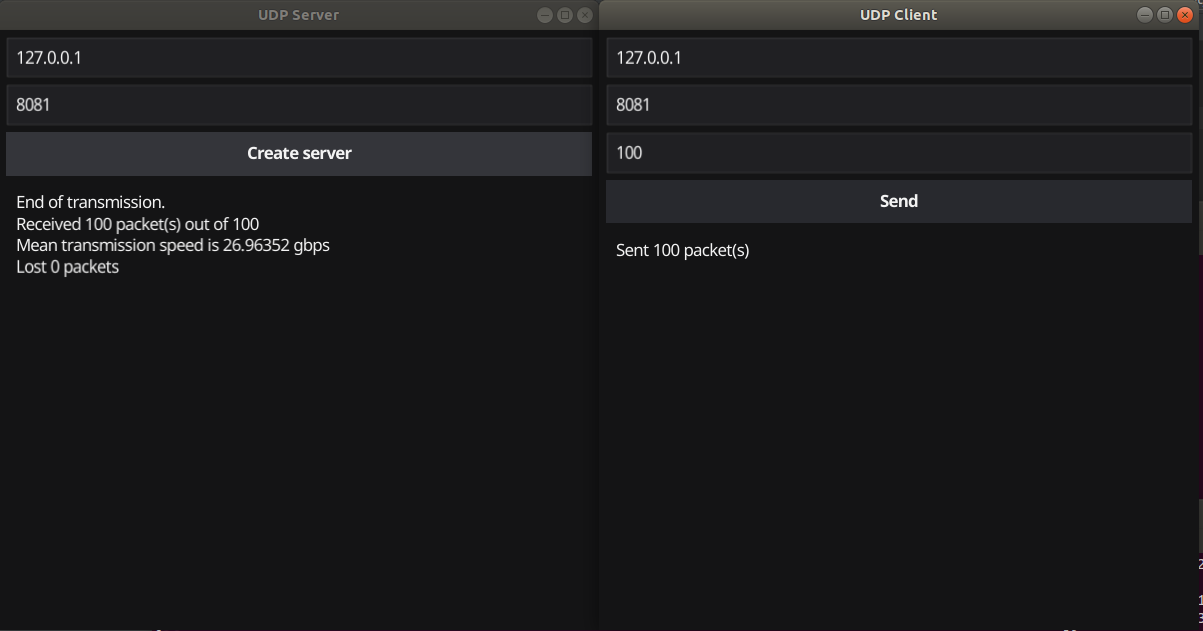 UDP Server
127.0.0.1
8081
Create server
End of transmission.
Received 100 packet(s) out of 100
Mean transmission speed is 26.96352 gbps
Lost 0 packets
UDP Client
127.0.0.1
8081
100
Send
Sent 100 packet(s)